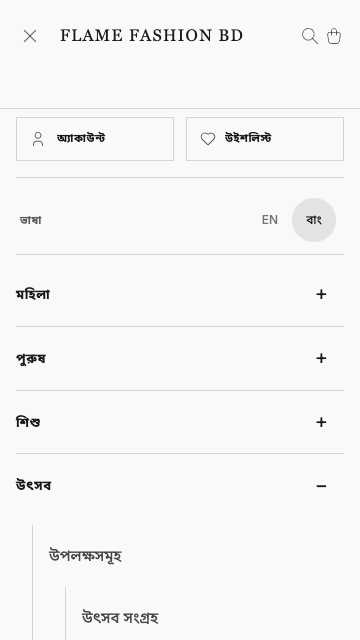 FLAME FASHION BD
অ্যাকাউন্ট
উইশলিস্ট
ভাষা
EN
বাং
মহিলা
পুরুষ
শিশু
উৎসব
উপলক্ষসমূহ
উৎসব সংগ্রহ